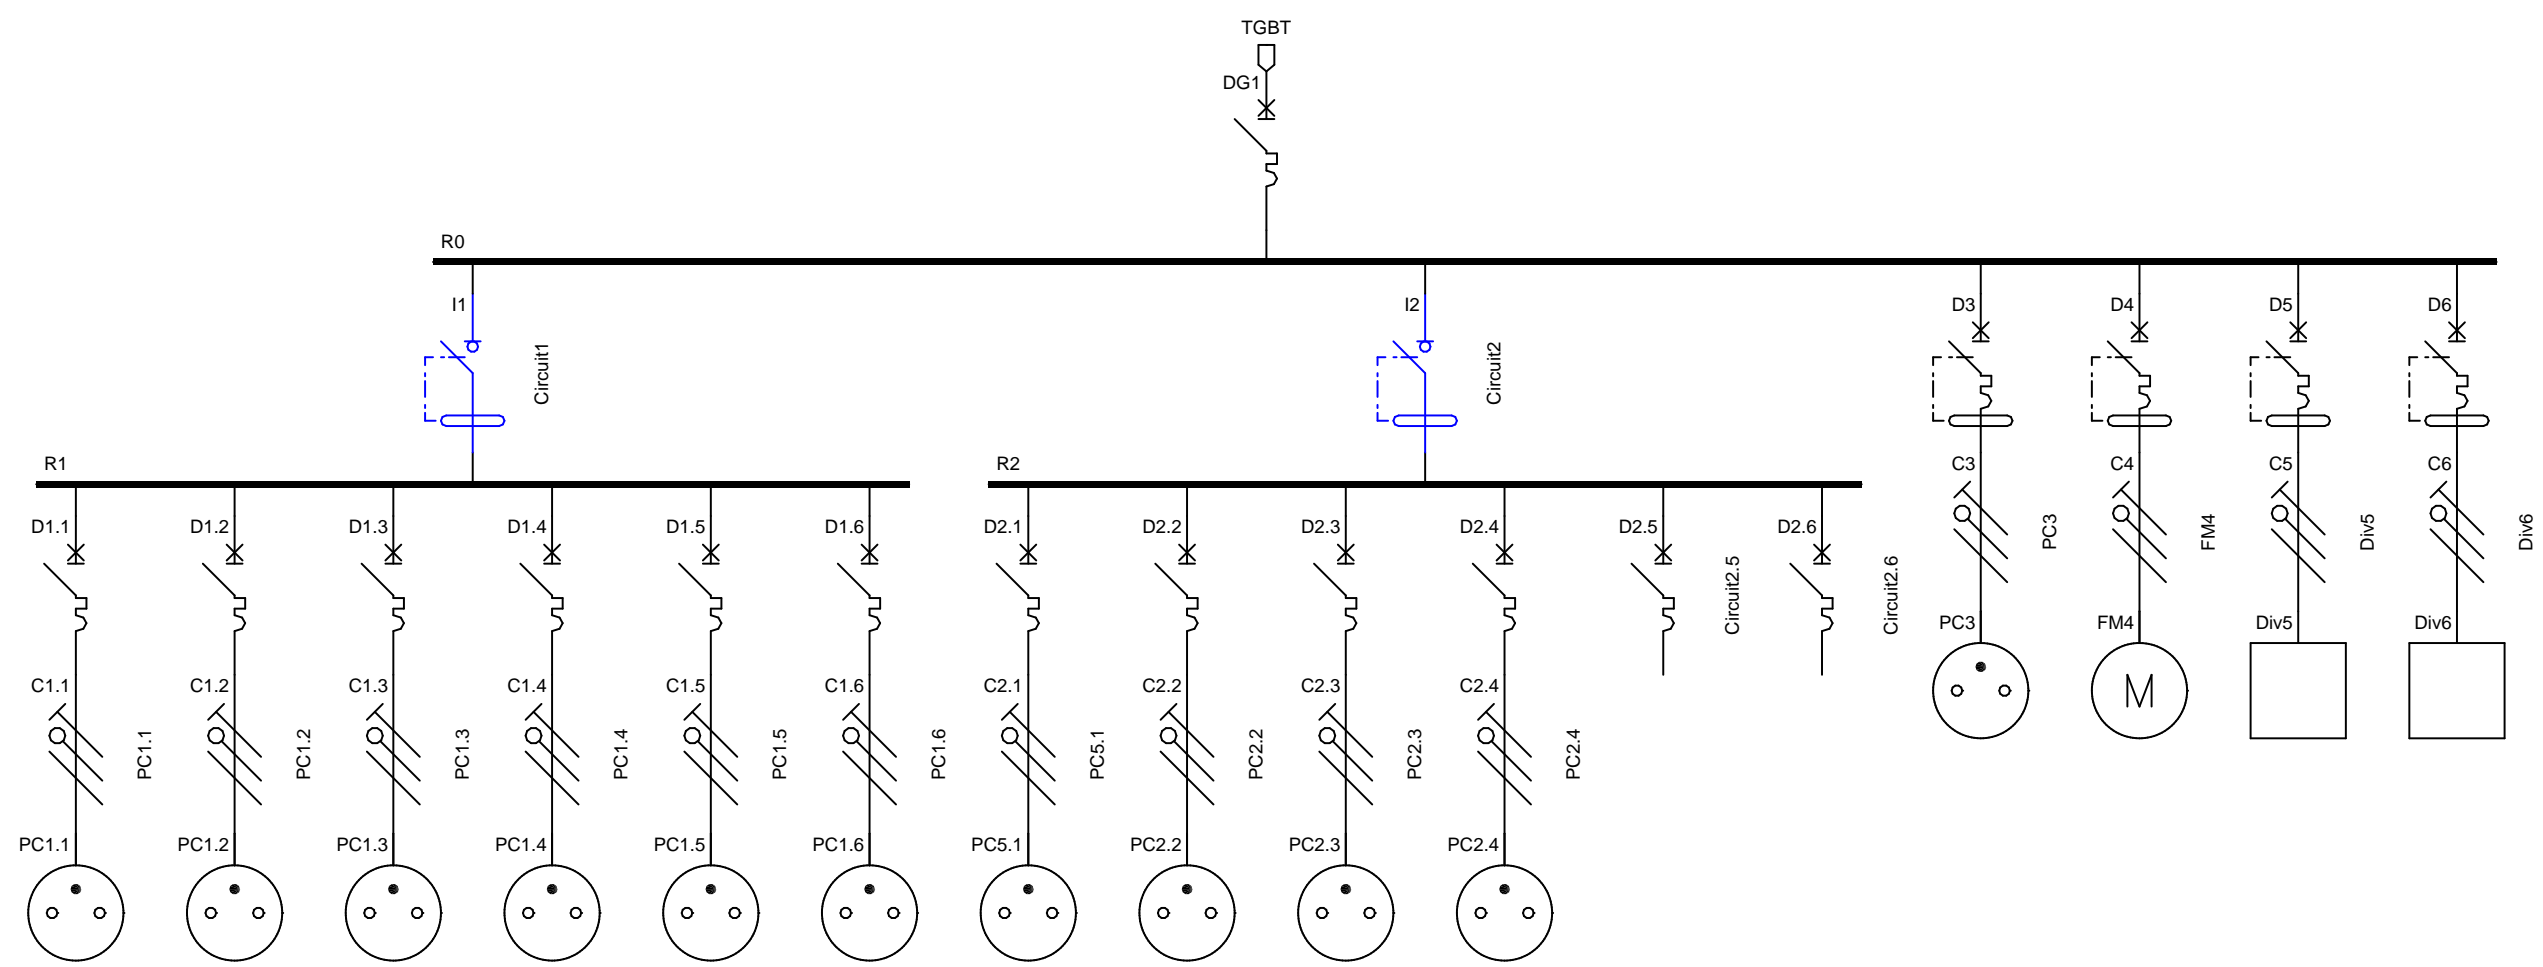 TGBT
DG1
R0
I1
Circuit1
I2
Circuit2
D3
D4
D5
D6
R1
R2
C3
C4
C5
C6
PC3
FM4
Div5
Div6
D1.1
D1.2
D1.3
D1.4
D1.5
D1.6
D2.1
D2.2
D2.3
D2.4
D2.5
D2.6
Circuit2.5
Circuit2.6
PC3
FM4
M
Div5
Div6
C1.1
C1.2
C1.3
C1.4
C1.5
C1.6
C2.1
C2.2
C2.3
C2.4
PC1.1
PC1.2
PC1.3
PC1.4
PC1.5
PC1.6
PC5.1
PC2.2
PC2.3
PC2.4
PC1.1
PC1.2
PC1.3
PC1.4
PC1.5
PC1.6
PC5.1
PC2.2
PC2.3
PC2.4